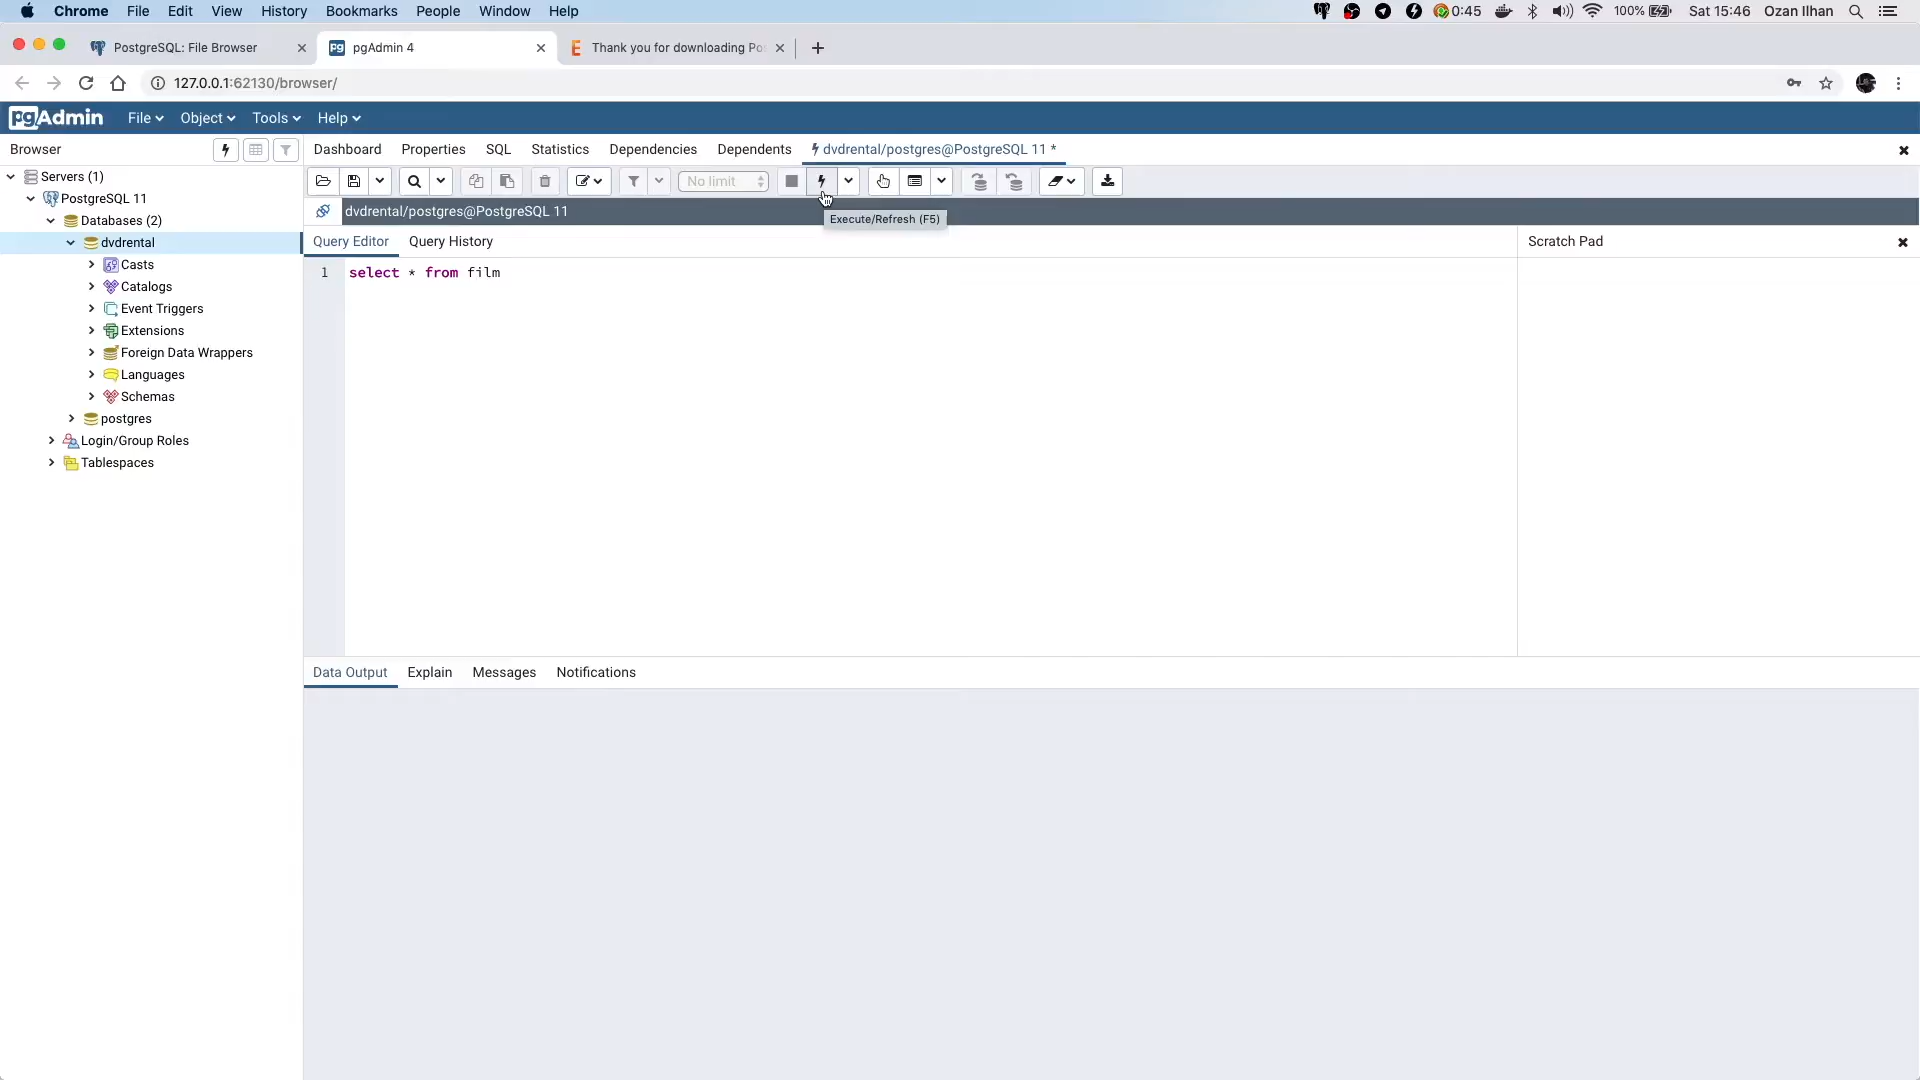 Chrome File Edit View History Bookmarks People Window Help 0:45 100% Sat 15:46 Ozan Ilhan
PostgreSQL: File Browser pgAdmin 4 Thank you for downloading Pos
127.0.0.1:62130/browser/
pgAdmin File Object Tools Help
Browser Dashboard Properties SQL Statistics Dependencies Dependents dvdrental/postgres@PostgreSQL 11 *
No limit
dvdrental/postgres@PostgreSQL 11
Execute/Refresh (F5)
Query Editor Query History Scratch Pad
1 select * from film
Servers (1)
PostgreSQL 11
Databases (2)
dvdrental
Casts
Catalogs
Event Triggers
Extensions
Foreign Data Wrappers
Languages
Schemas
postgres
Login/Group Roles
Tablespaces
Data Output Explain Messages Notifications